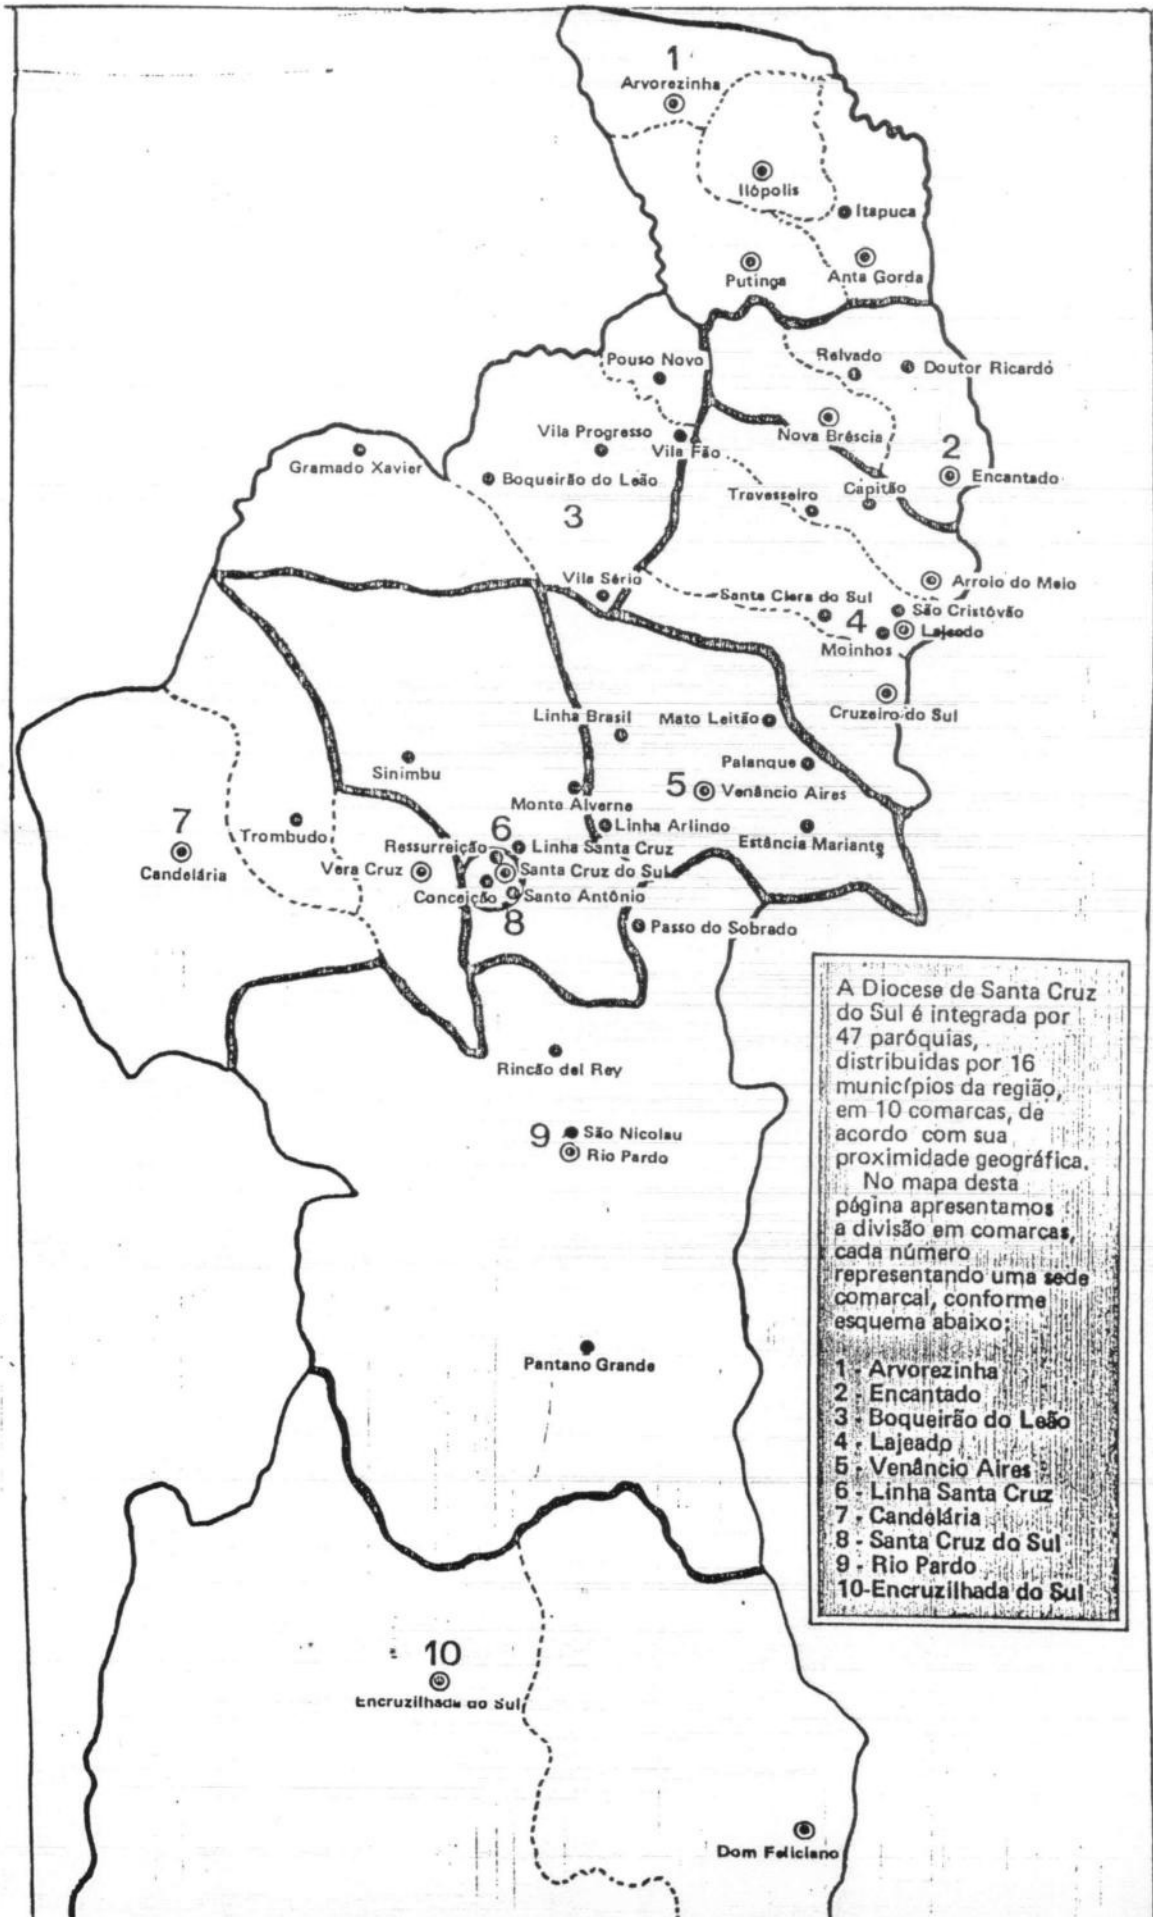 1
Arvorezinha
Ilópolis
Itapuca
Putinga
Anta Gorda
Pouso Novo
Relvado
Doutor Ricardo
Vila Progresso
Vila Fão
Nova Bréscia
2
Gramado Xavier
Boqueirão do Leão
Encantado
Capitão
Travesseiro
3
Vila Sério
Arroio do Meio
Santa Clara do Sul
São Cristóvão
4
Lajeado
Moinhos
Cruzeiro do Sul
Linha Brasil
Mato Leitão
Sinimbu
Palanque
5
Venâncio Aires
Monte Alverne
7
Trombudo
Linha Arlindo
Estância Mariante
6
Ressurreição
Linha Santa Cruz
Candelária
Vera Cruz
Santa Cruz do Sul
Conceição
Santo Antônio
8
Passo do Sobrado
Rincão del Rey
9
São Nicolau
Rio Pardo
Pantano Grande
10
Encruzilhada do Sul
Dom Feliciano
A Diocese de Santa Cruz
do Sul é integrada por
47 paróquias,
distribuidas por 16
municípios da região,
em 10 comarcas, de
acordo com sua
proximidade geográfica.
No mapa desta
página apresentamos
a divisão em comarcas,
cada número
representando uma sede
comarcal, conforme
esquema abaixo:
1 - Arvorezinha
2 - Encantado
3 - Boqueirão do Leão
4 - Lajeado
5 - Venâncio Aires
6 - Linha Santa Cruz
7 - Candelária
8 - Santa Cruz do Sul
9 - Rio Pardo
10-Encruzilhada do Sul